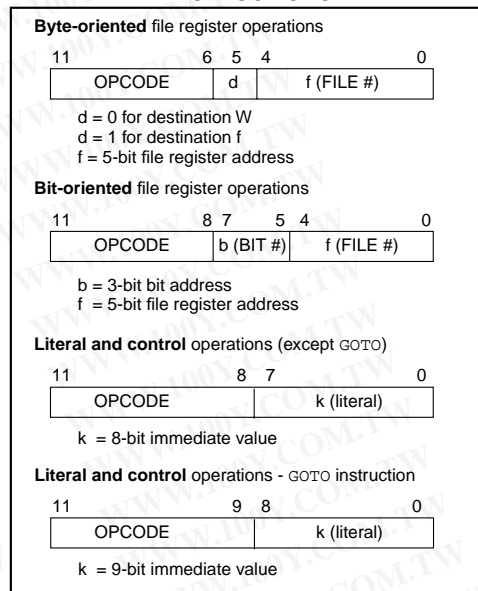 Byte-oriented file register operations
11 6 5 4 0
OPCODE d f (FILE #)
d = 0 for destination W
d = 1 for destination f
f = 5-bit file register address
Bit-oriented file register operations
11 8 7 5 4 0
OPCODE b (BIT #) f (FILE #)
b = 3-bit bit address
f = 5-bit file register address
Literal and control operations (except GOTO)
11 8 7 0
OPCODE k (literal)
k = 8-bit immediate value
Literal and control operations - GOTO instruction
11 9 8 0
OPCODE k (literal)
k = 9-bit immediate value